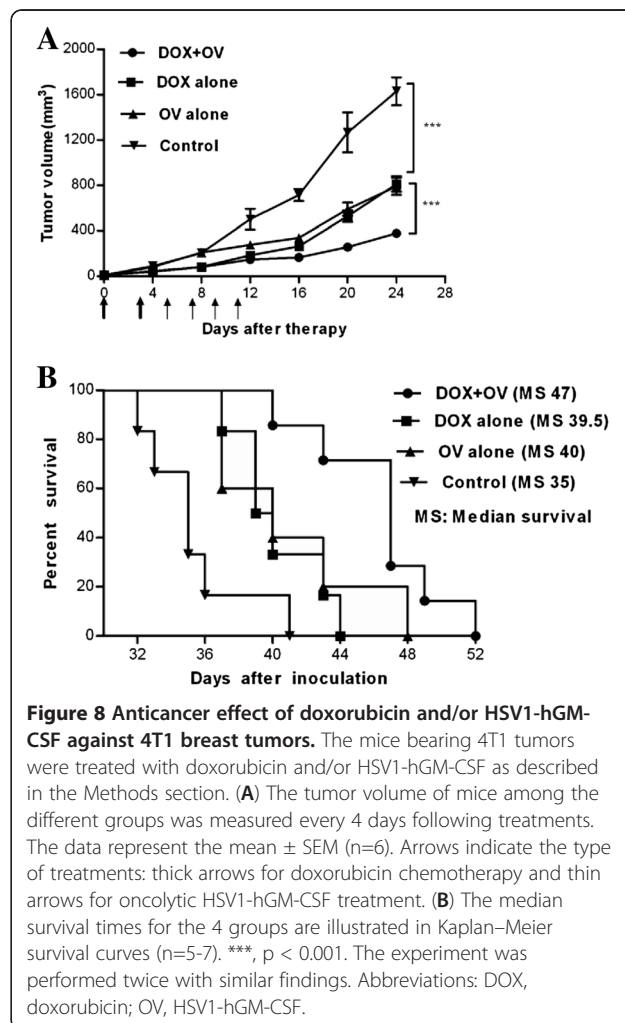 A
DOX+OV
DOX alone
OV alone
Control
Tumor volume(mm³)
2000
1600
1200
800
400
0
***
***
0 4 8 12 16 20 24 28
Days after therapy
B
DOX+OV (MS 47)
DOX alone (MS 39.5)
OV alone (MS 40)
Control (MS 35)
MS: Median survival
Percent survival
100
80
60
40
20
0
32 36 40 44 48 52
Days after inoculation
Figure 8 Anticancer effect of doxorubicin and/or HSV1-hGM-
CSF against 4T1 breast tumors. The mice bearing 4T1 tumors
were treated with doxorubicin and/or HSV1-hGM-CSF as described
in the Methods section. (A) The tumor volume of mice among the
different groups was measured every 4 days following treatments.
The data represent the mean ± SEM (n=6). Arrows indicate the type
of treatments: thick arrows for doxorubicin chemotherapy and thin
arrows for oncolytic HSV1-hGM-CSF treatment. (B) The median
survival times for the 4 groups are illustrated in Kaplan–Meier
survival curves (n=5-7). ***, p < 0.001. The experiment was
performed twice with similar findings. Abbreviations: DOX,
doxorubicin; OV, HSV1-hGM-CSF.